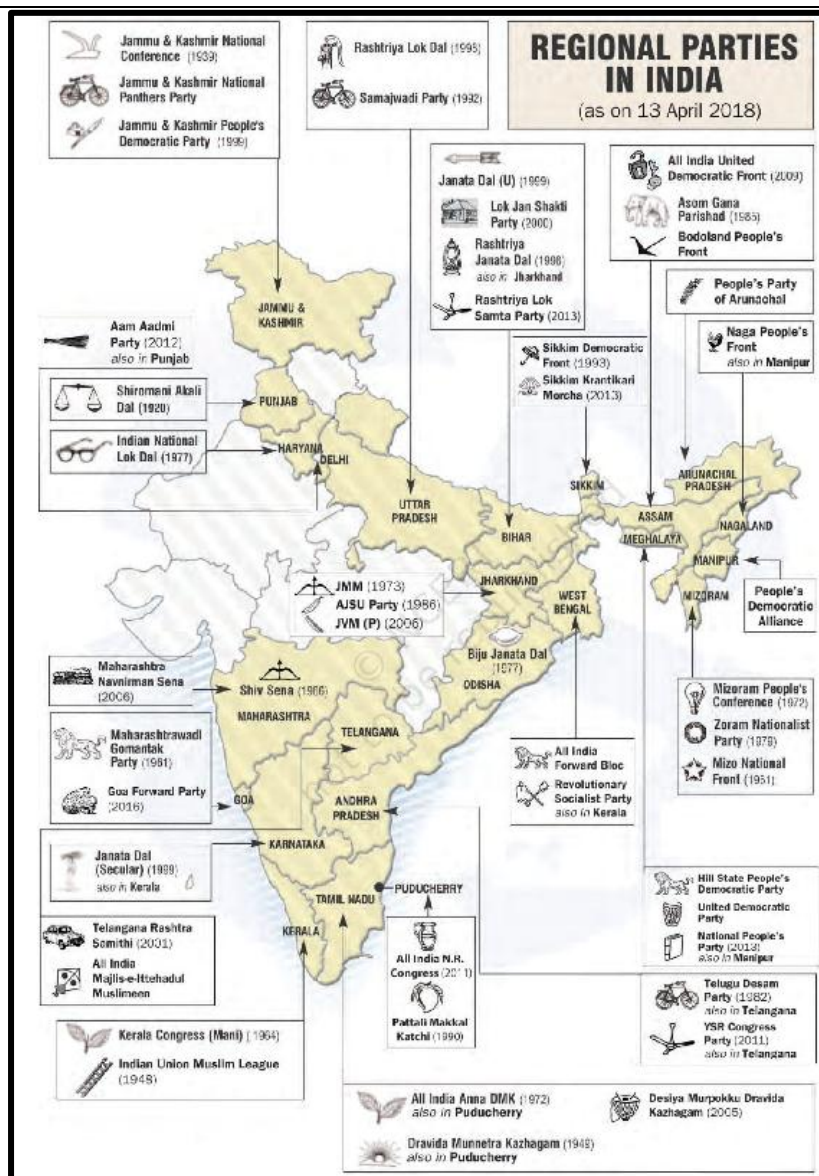 REGIONAL PARTIES
IN INDIA
(as on 13 April 2018)
Jammu & Kashmir National
Conference (1939)
Jammu & Kashmir National
Panthers Party
Jammu & Kashmir People's
Democratic Party (1999)
Rashtriya Lok Dal (1996)
Samajwadi Party (1992)
Janata Dal (U) (1999)
Lok Jan Shakti
Party (2000)
Rashtriya
Janata Dal (1998)
also in Jharkhand
Rashtriya Lok
Samta Party (2013)
All India United
Democratic Front (2009)
Asom Gana
Parishad (1985)
Bodoland People's
Front
People's Party
of Arunachal
Naga People's
Front
also in Manipur
Sikkim Democratic
Front (1993)
Sikkim Krantikari
Morcha (2013)
Aam Aadmi
Party (2012)
also in Punjab
Shiromani Akali
Dal (1920)
Indian National
Lok Dal (1977)
JAMMU &
KASHMIR
PUNJAB
HARYANA
DELHI
UTTAR
PRADESH
BIHAR
SIKKIM
ARUNACHAL
PRADESH
ASSAM
MEGHALAYA
NAGALAND
MANIPUR
MIZORAM
JHARKHAND
WEST
BENGAL
JMM (1973)
AJSU Party (1986)
JVM (P) (2006)
People's
Democratic
Alliance
Biju Janata Dal
(1977)
ODISHA
Maharashtra
Navnirman Sena
(2006)
Shiv Sena (1966)
MAHARASHTRA
TELANGANA
Maharashtrawadi
Gomantak
Party (1961)
Goa Forward Party
(2016)
GOA
ANDHRA
PRADESH
KARNATAKA
All India
Forward Bloc
Revolutionary
Socialist Party
also in Kerala
Mizoram People's
Conference (1972)
Zoram Nationalist
Party (1979)
Mizo National
Front (1961)
Janata Dal
(Secular) (1999)
also in Kerala
Telangana Rashtra
Samithi (2001)
All India
Majlis-e-Ittehadul
Muslimeen
TAMIL NADU
KERALA
PUDUCHERRY
All India N.R.
Congress (2011)
Pattali Makkal
Katchi (1990)
Hill State People's
Democratic Party
United Democratic
Party
National People's
Party (2013)
also in Manipur
Telugu Desam
Party (1982)
also in Telangana
YSR Congress
Party (2011)
also in Telangana
Kerala Congress (Mani) (1964)
Indian Union Muslim League
(1948)
All India Anna DMK (1972)
also in Puducherry
Desiya Murpokku Dravida
Kazhagam (2005)
Dravida Munnetra Kazhagam (1949)
also in Puducherry